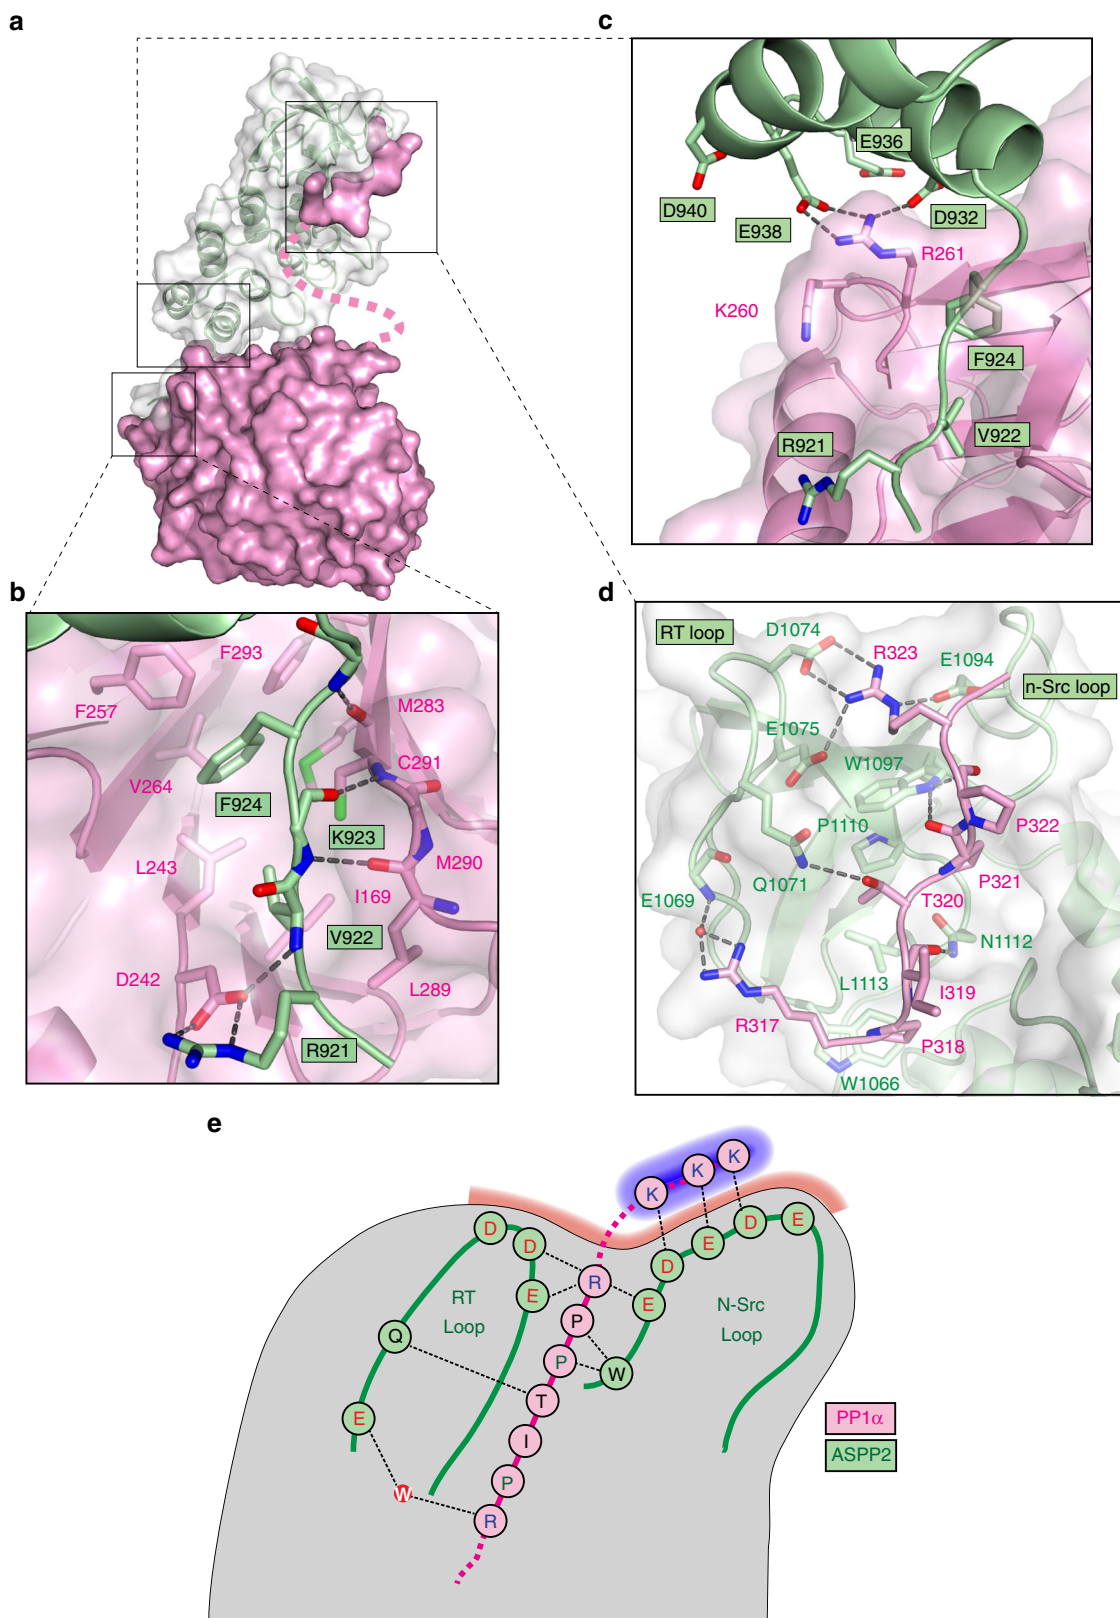 a
c
E936
D940
E938
D932
R261
K260
F924
R921
V922
b
F293
F257
M283
C291
V264
F924
K923
M290
L243
I169
V922
D242
L289
R921
d
RT loop
D1074
R323
E1094
n-Src loop
E1075
W1097
P1110
P322
Q1071
P321
E1069
T320
N1112
L1113
I319
R317
P318
W1066
e
K
K
K
D
D
E
D
E
D
E
R
E
RT
Loop
N-Src
Loop
P
Q
P
W
T
E
I
P
W
R
PP1α
ASPP2